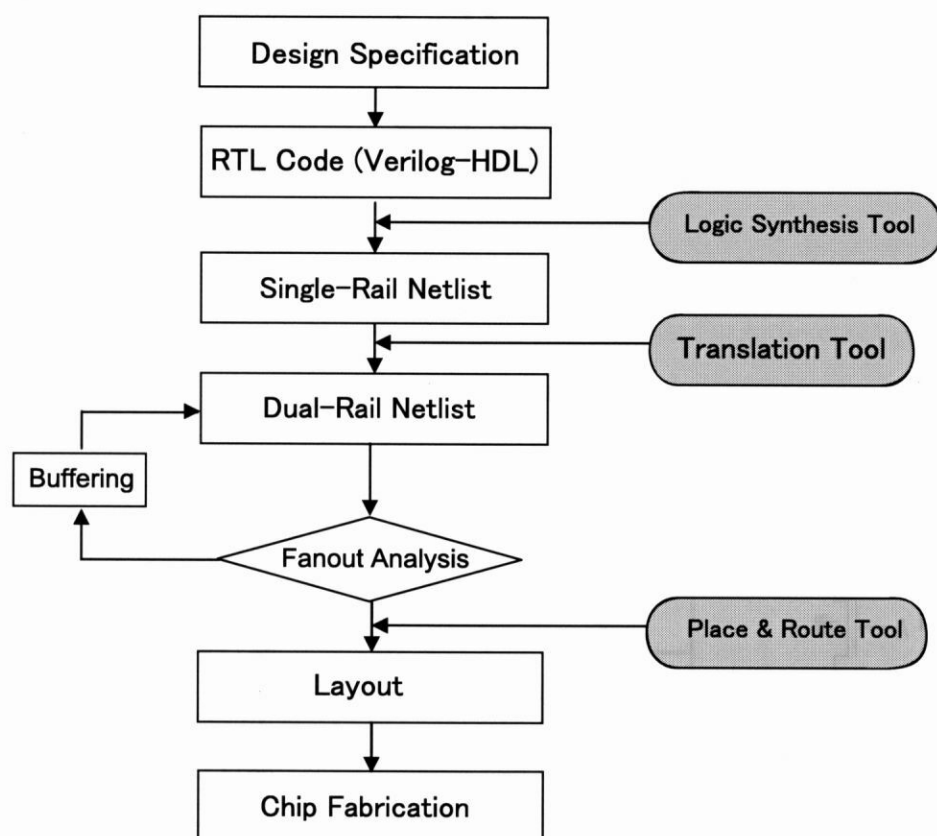 Design Specification
RTL Code (Verilog-HDL)
Logic Synthesis Tool
Single-Rail Netlist
Translation Tool
Dual-Rail Netlist
Buffering
Fanout Analysis
Place & Route Tool
Layout
Chip Fabrication